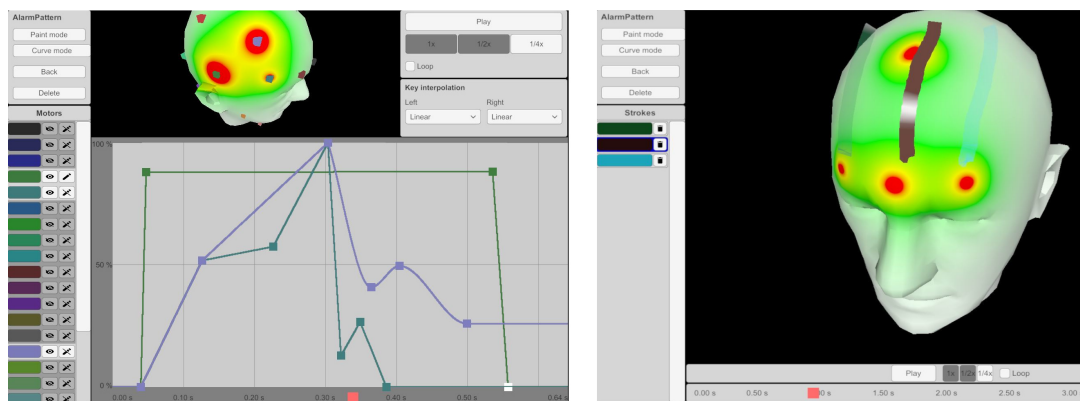 AlarmPattern
Paint mode
Curve mode
Back
Delete
Motors
Play
1x
1/2x
1/4x
Loop
Key interpolation
Left
Right
Linear
Linear
100 %
50 %
0 %
0.00 s
0.10 s
0.20 s
0.30 s
0.40 s
0.50 s
0.64 s
AlarmPattern
Paint mode
Curve mode
Back
Delete
Strokes
Play
1x
1/2x
1/4x
Loop
0.00 s
0.50 s
1.50 s
2.00 s
2.50 s
3.00